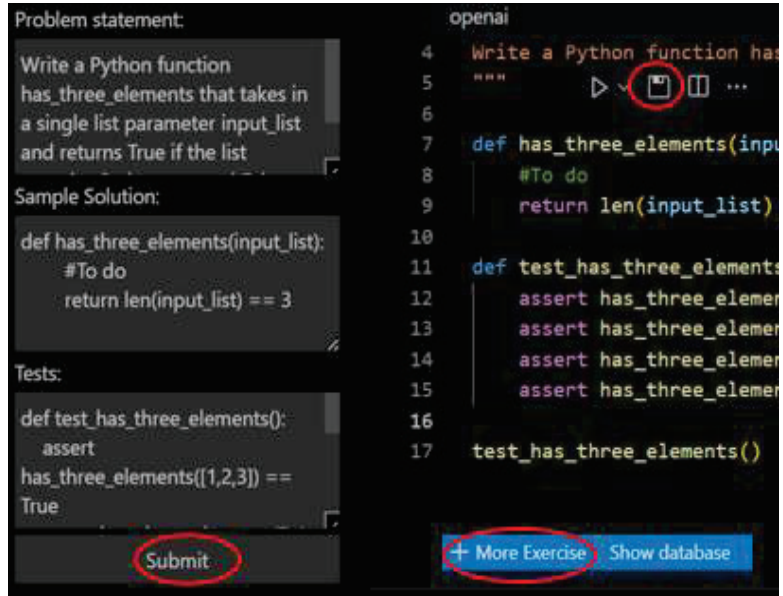 Problem statement:
Write a Python function
has_three_elements that takes in
a single list parameter input_list
and returns True if the list
Sample Solution:
def has_three_elements(input_list):
#To do
return len(input_list) == 3
Tests:
def test_has_three_elements():
assert
has_three_elements([1,2,3]) ==
True
Submit
openai
4 Write a Python function has
5 """
6
7 def has_three_elements(inpu
8 #To do
9 return len(input_list)
10
11 def test_has_three_elements
12 assert has_three_elemen
13 assert has_three_elemen
14 assert has_three_elemen
15 assert has_three_elemen
16
17 test_has_three_elements()
+ More Exercise
Show database